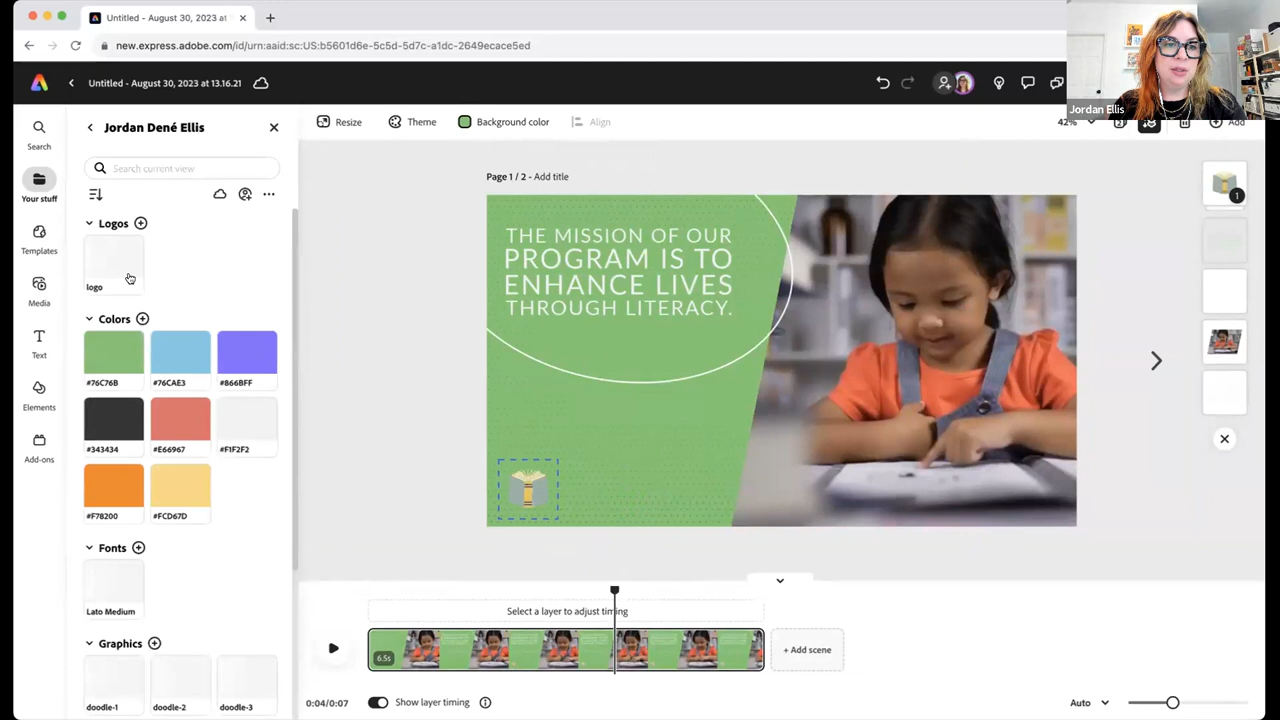 Untitled - August 30, 2023 at
new.express.adobe.com/id/urn:aaid:sc:US:b5601d6e-5c5d-5d7c-a1dc-2649ecace5ed
Untitled - August 30, 2023 at 13.16.21
Jordan Ellis
Search
Your stuff
Templates
Media
Text
Elements
Add-ons
Jordan Dené Ellis
Search current view
Logos
logo
Colors
#76C76B
#76CAE3
#866BFF
#343434
#E66967
#F1F2F2
#F78200
#FCD67D
Fonts
Lato Medium
Graphics
doodle-1
doodle-2
doodle-3
Resize
Theme
Background color
Align
42%
Add
Page 1 / 2 - Add title
THE MISSION OF OUR
PROGRAM IS TO
ENHANCE LIVES
THROUGH LITERACY.
1
Select a layer to adjust timing
6.5s
+ Add scene
0:04/0:07
Show layer timing
Auto